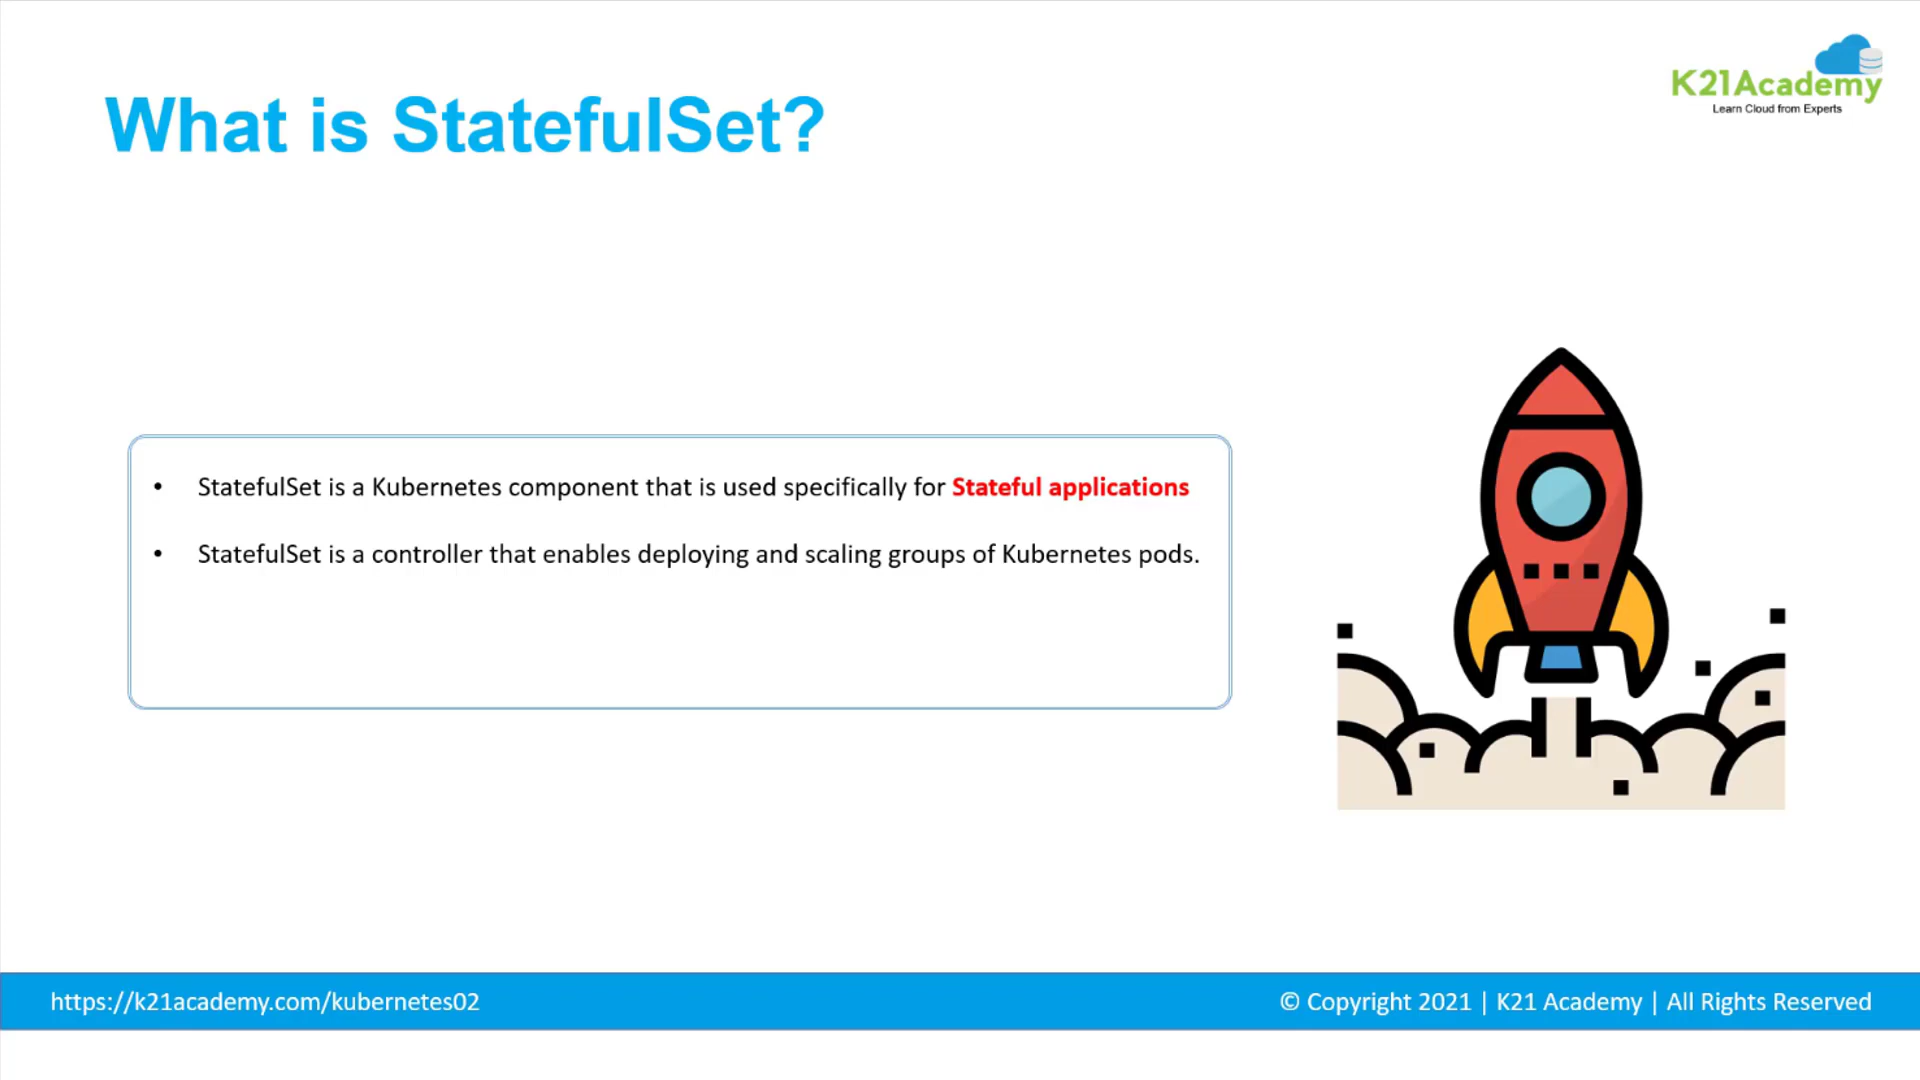 K21Academy
Learn Cloud from Experts
What is StatefulSet?
• StatefulSet is a Kubernetes component that is used specifically for Stateful applications
• StatefulSet is a controller that enables deploying and scaling groups of Kubernetes pods.
https://k21academy.com/kubernetes02
© Copyright 2021 | K21 Academy | All Rights Reserved